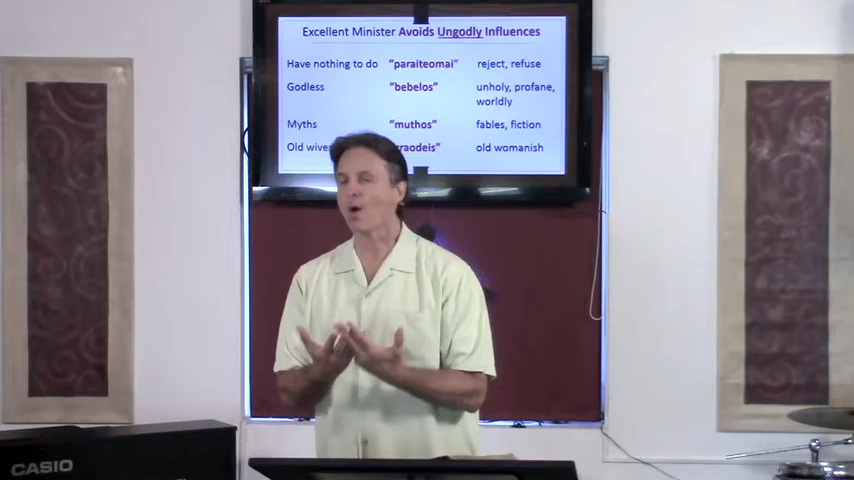 Excellent Minister Avoids Ungodly Influences
Have nothing to do "paraiteomai" reject, refuse
Godless "bebelos" unholy, profane,
worldly
Myths "muthos" fables, fiction
Old old womanish
CASIO